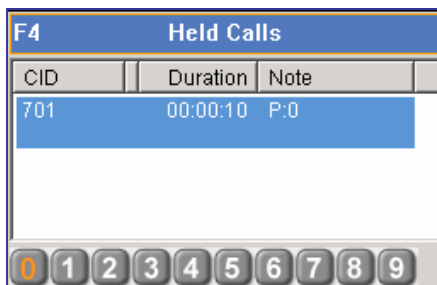 F4 Held Calls
CID Duration Note
701 00:00:10 P:0
0 1 2 3 4 5 6 7 8 9